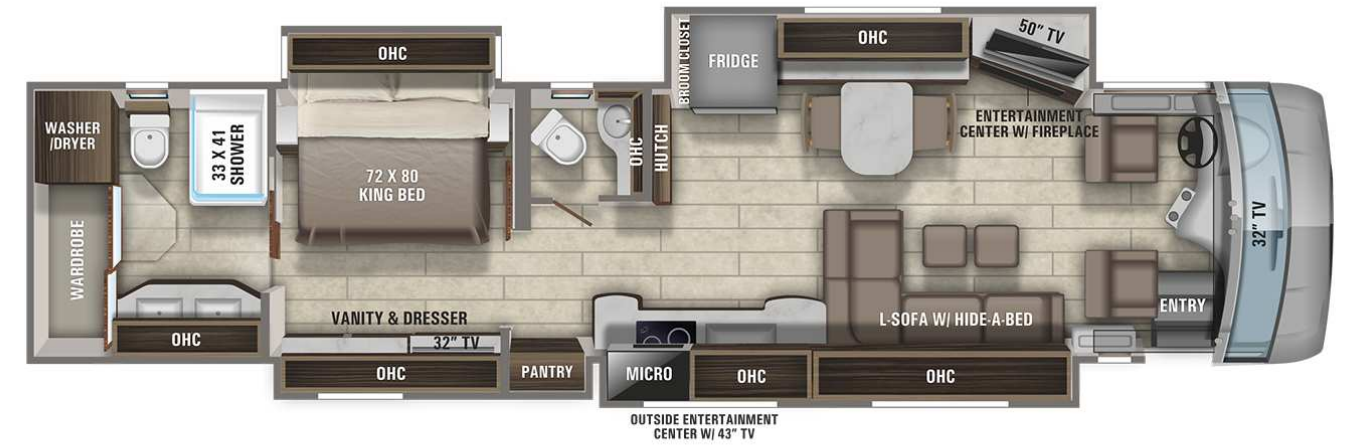 OHC
BROOM CLOSET
FRIDGE
OHC
50" TV
ENTERTAINMENT
CENTER W/ FIREPLACE
WASHER
/DRYER
33 X 41
SHOWER
72 X 80
KING BED
OHC
HUTCH
WARDROBE
32" TV
VANITY & DRESSER
32" TV
OHC
OHC
PANTRY
MICRO
OHC
L-SOFA W/ HIDE-A-BED
OHC
ENTRY
OUTSIDE ENTERTAINMENT
CENTER W/ 43" TV